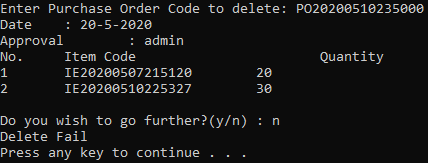 Enter Purchase Order Code to delete: PO20200510235000
Date    : 20-5-2020
Approval        : admin
No.     Item Code                       Quantity
1       IE20200507215120        20
2       IE20200510225327        30
Do you wish to go further?(y/n) : n
Delete Fail
Press any key to continue . . .